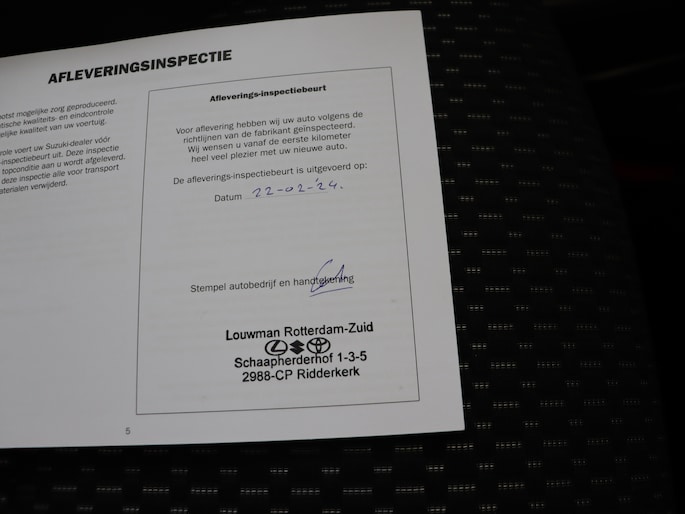 AFLEVERINGSINSPECTIE
ootst mogelijke zorg geproduceerd.
tische kwaliteits- en eindcontrole
elijke kwaliteit van uw voertuig.
role voert uw Suzuki-dealer vóór
-inspectiebeurt uit. Deze inspectie
topconditie aan u wordt afgeleverd.
deze inspectie alle voor transport
aterialen verwijderd.
Afleverings-inspectiebeurt
Voor aflevering hebben wij uw auto volgens de
richtlijnen van de fabrikant geïnspecteerd.
Wij wensen u vanaf de eerste kilometer
heel veel plezier met uw nieuwe auto.
De afleverings-inspectiebeurt is uitgevoerd op:
Datum 22-02-'24.
Stempel autobedrijf en handtekening
Louwman Rotterdam-Zuid
Schaapherderhof 1-3-5
2988-CP Ridderkerk
5